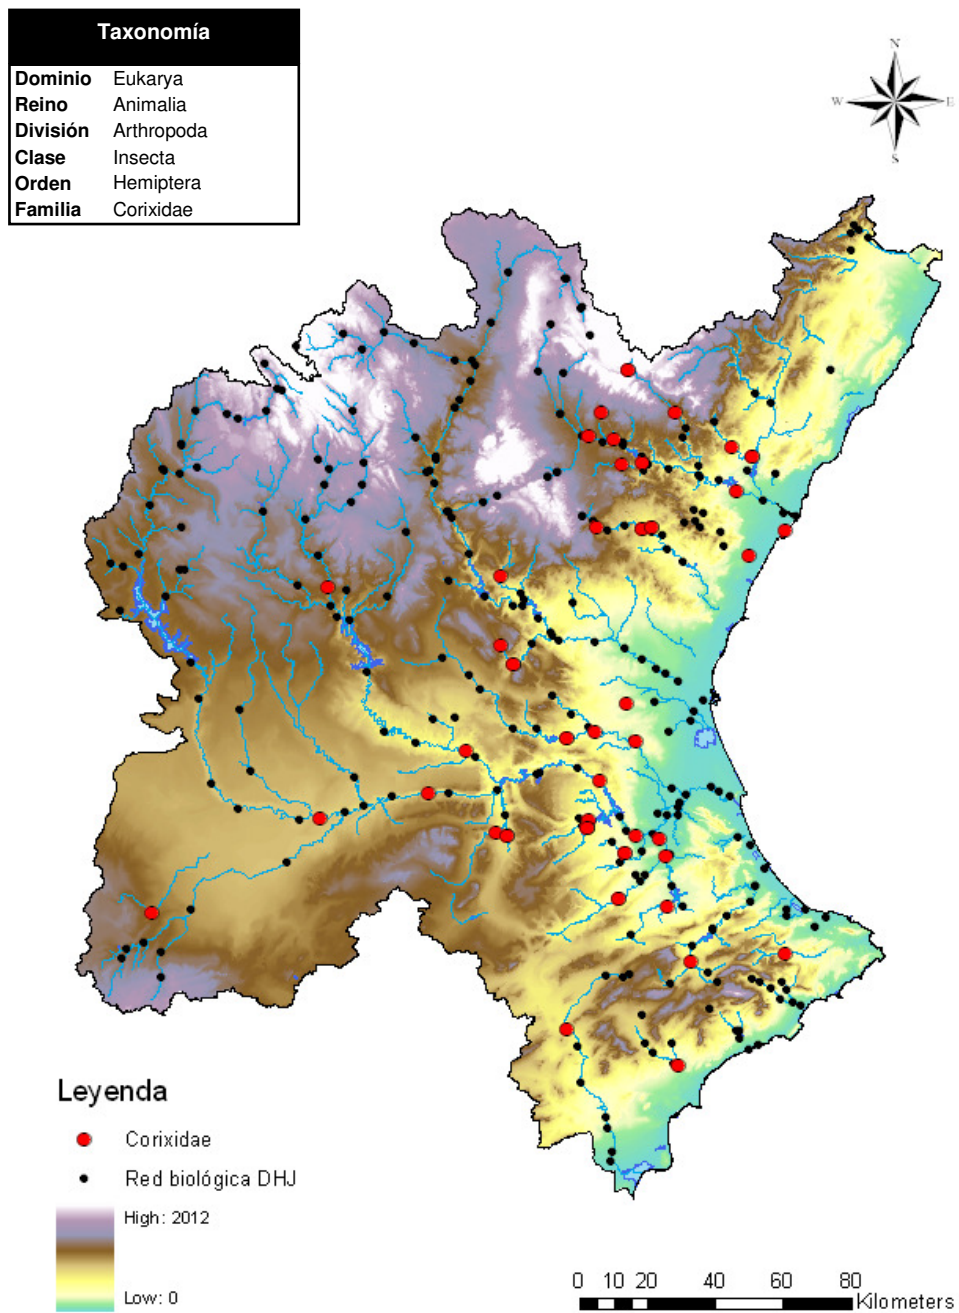 Taxonomía
Dominio Eukarya
Reino Animalia
División Arthropoda
Clase Insecta
Orden Hemiptera
Familia Corixidae
N
W E
S
Leyenda
Corixidae
Red biológica DHJ
High: 2012
Low: 0
0 10 20 40 60 80
Kilometers